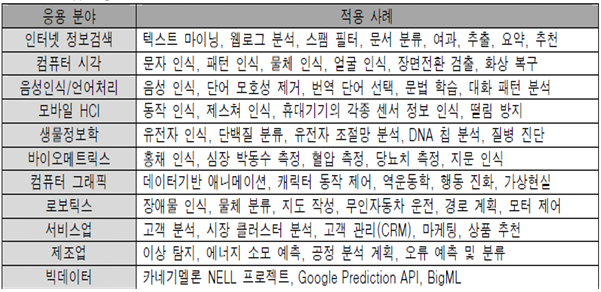 응용 분야 적용 사례
인터넷 정보검색 텍스트 마이닝, 웹로그 분석, 스팸 필터, 문서 분류, 여과, 추출, 요약, 추천
컴퓨터 시각 문자 인식, 패턴 인식, 물체 인식, 얼굴 인식, 장면전환 검출, 화상 복구
음성인식/언어처리 음성 인식, 단어 모호성 제거, 번역 단어 선택, 문법 학습, 대화 패턴 분석
모바일 HCI 동작 인식, 제스쳐 인식, 휴대기기의 각종 센서 정보 인식, 떨림 방지
생물정보학 유전자 인식, 단백질 분류, 유전자 조절망 분석, DNA 칩 분석, 질병 진단
바이오메트릭스 홍채 인식, 심장 박동수 측정, 혈압 측정, 당뇨치 측정, 지문 인식
컴퓨터 그래픽 데이터기반 애니메이션, 캐릭터 동작 제어, 역운동학, 행동 진화, 가상현실
로보틱스 장애물 인식, 물체 분류, 지도 작성, 무인자동차 운전, 경로 계획, 모터 제어
서비스업 고객 분석, 시장 클러스터 분석, 고객 관리(CRM), 마케팅, 상품 추천
제조업 이상 탐지, 에너지 소모 예측, 공정 분석 계획, 오류 예측 및 분류
빅데이터 카네기멜론 NELL 프로젝트, Google Prediction API, BigML